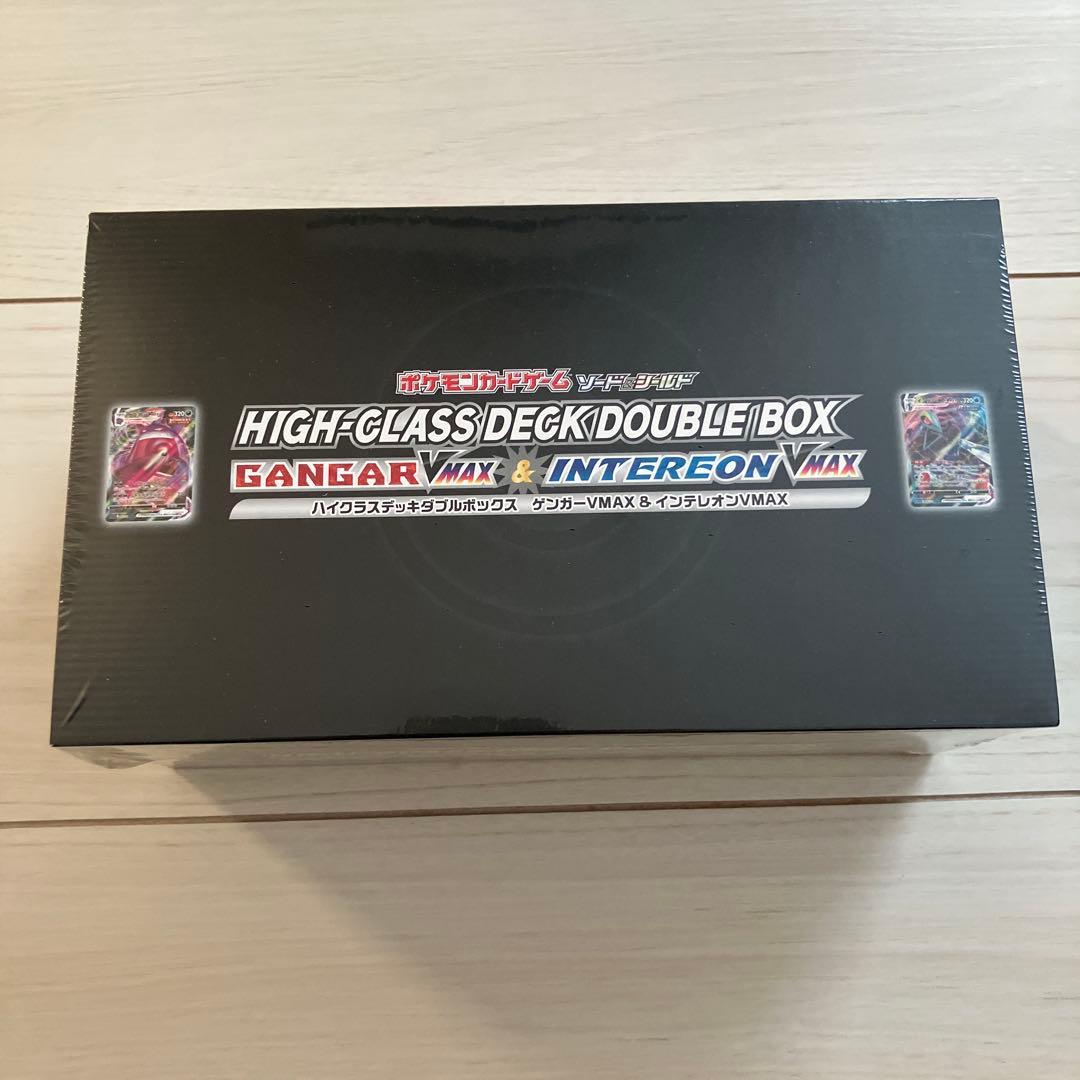 ポケモンカードゲーム ソード&シールド
HIGH-CLASS DECK DOUBLE BOX
GANGAR VMAX & INTEREON VMAX
ハイクラスデッキダブルボックス ゲンガーVMAX & インテレオンVMAX
320
320